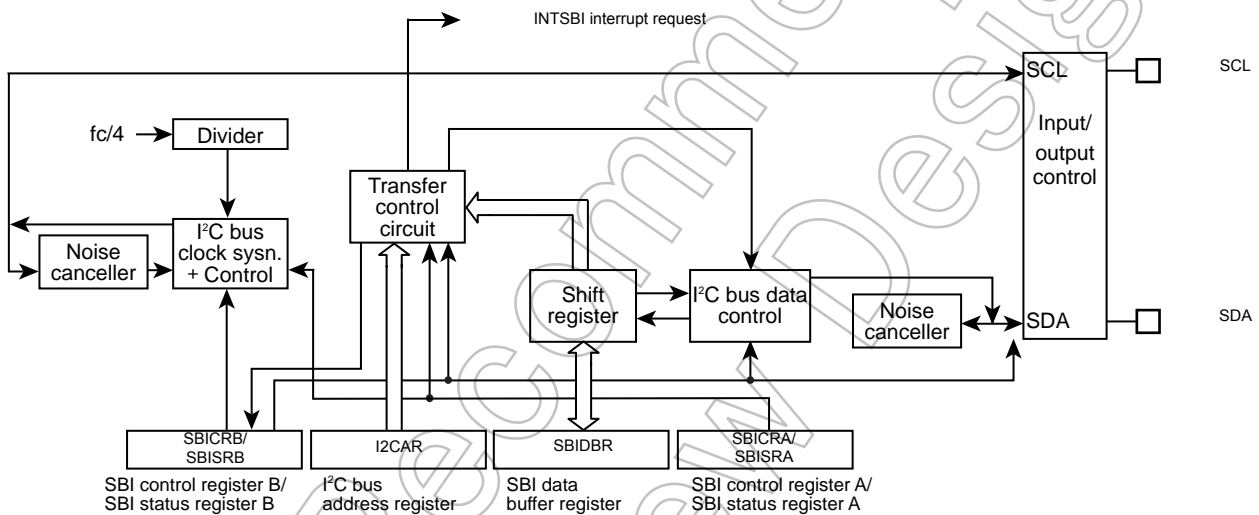 INTSBI interrupt request
SCL
SCL
fc/4
Divider
Input/
output
control
Transfer
control
circuit
I²C bus
clock sysn.
+ Control
Noise
canceller
Shift
register
I²C bus data
control
Noise
canceller
SDA
SDA
SBICRB/
SBISRB
I2CAR
SBIDBR
SBICRA/
SBISRA
SBI control register B/
SBI status register B
I²C bus
address register
SBI data
buffer register
SBI control register A/
SBI status register A